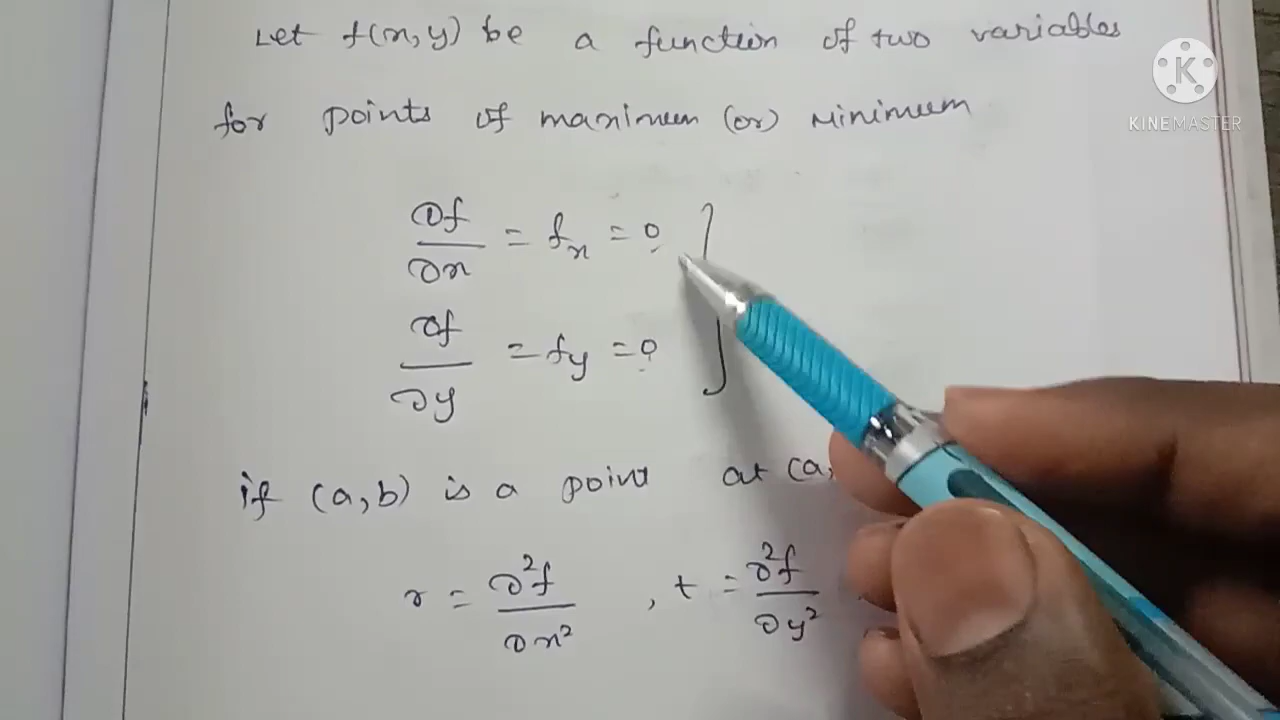 Let f(x,y) be a function of two variables
K
KINEMASTER
for points of maximum (or) Minimum
∂f/∂x = fx = 0
∂f/∂y = fy = 0
if (a,b) is a point at (a,
r = ∂²f/∂x² , t = ∂²f/∂y²